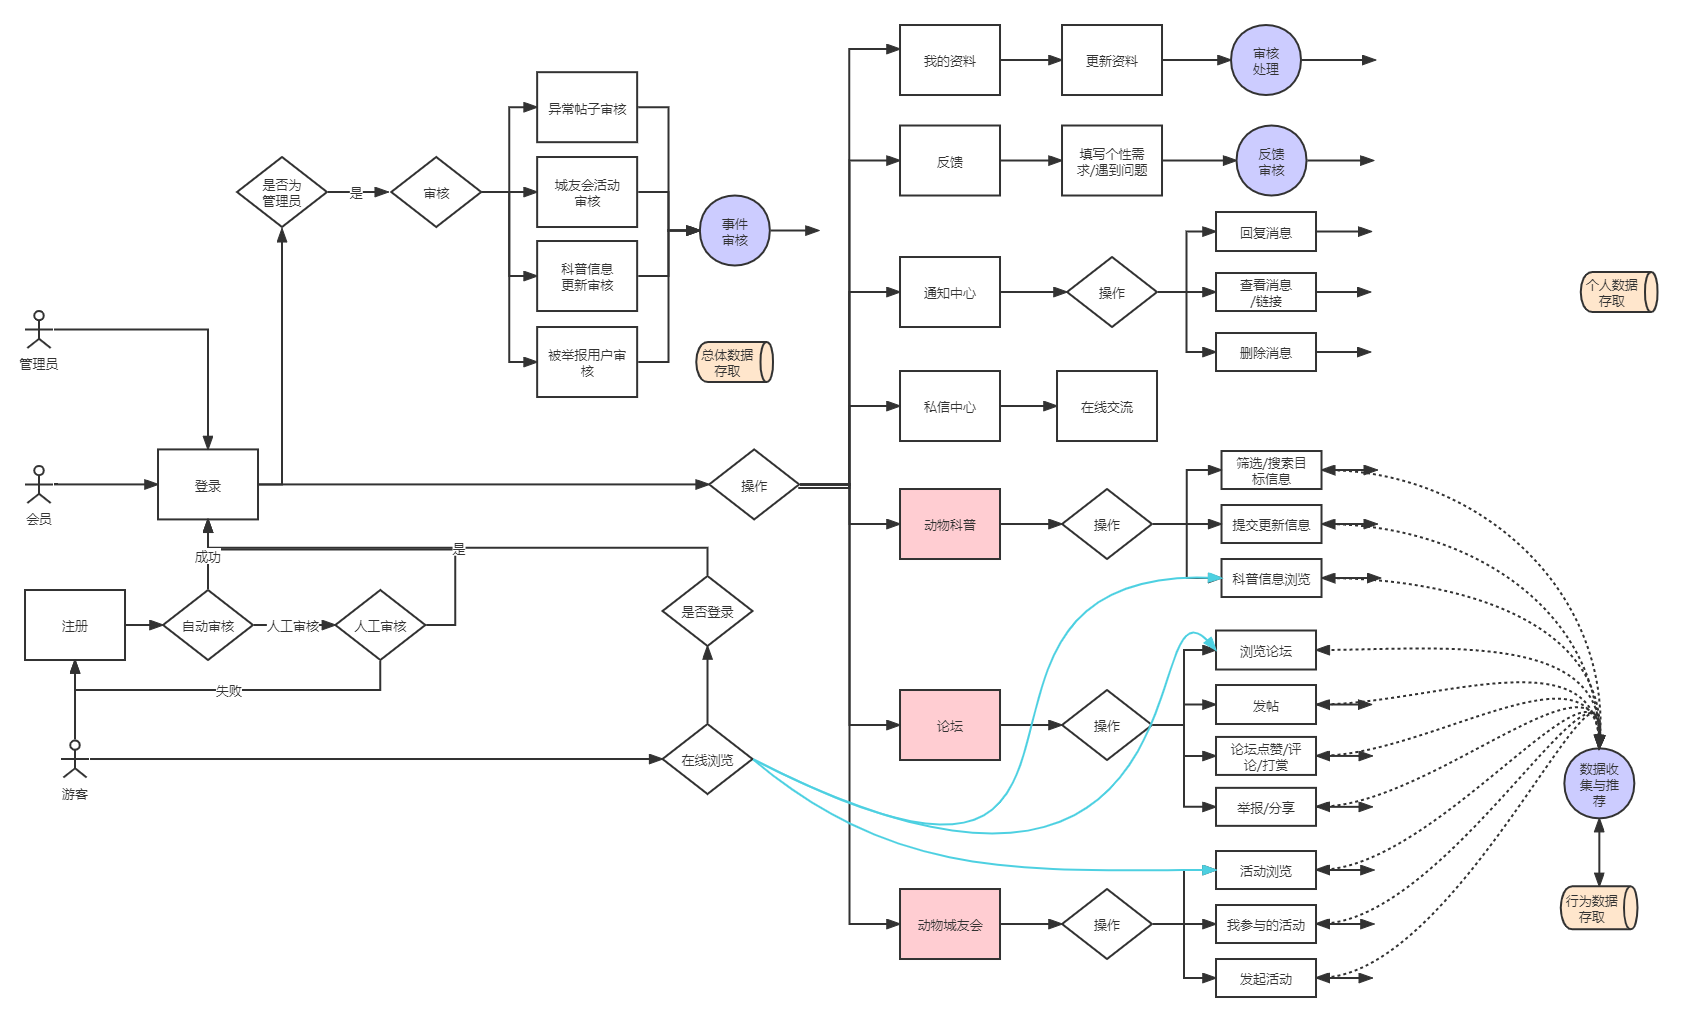 我的资料
更新资料
审核
处理
异常帖子审核
反馈
填写个性需
求/遇到问题
反馈
审核
是否为
管理员
是
审核
城友会活动
审核
事件
审核
回复消息
科普信息
更新审核
通知中心
操作
查看消息
/链接
个人数据
存取
管理员
被举报用户审
核
总体数据
存取
删除消息
私信中心
在线交流
会员
登录
操作
筛选/搜索目
标信息
动物科普
操作
提交更新信息
成功
是
科普信息浏览
注册
自动审核
人工审核
人工审核
是否登录
失败
浏览论坛
论坛
操作
发帖
论坛点赞/评
论/打赏
游客
在线浏览
数据收
集与推
荐
举报/分享
活动浏览
动物城友会
操作
我参与的活动
行为数据
存取
发起活动